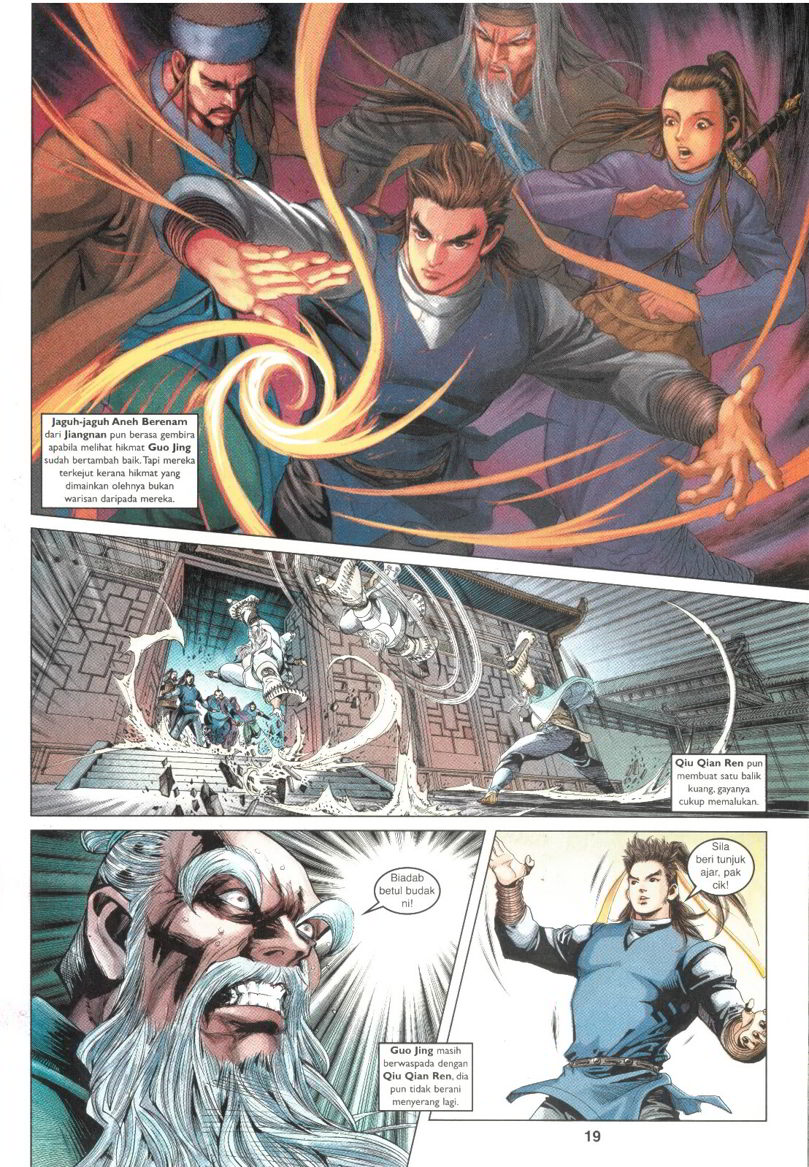 Jaguh-jaguh Aneh Berenam
dari Jiangnan pun berasa gembira
apabila melihat hikmat Guo Jing
sudah bertambah baik. Tapi mereka
terkejut kerana hikmat yang
dimainkan olehnya bukan
warisan daripada mereka.
Qiu Qian Ren pun
membuat satu balik
kuang, gayanya
cukup memalukan.
Biadab
betul budak
ni!
Sila
beri tunjuk
ajar, pak
cik!
Guo Jing masih
berwaspada dengan
Qiu Qian Ren, dia
pun tidak berani
menyerang lagi.
19